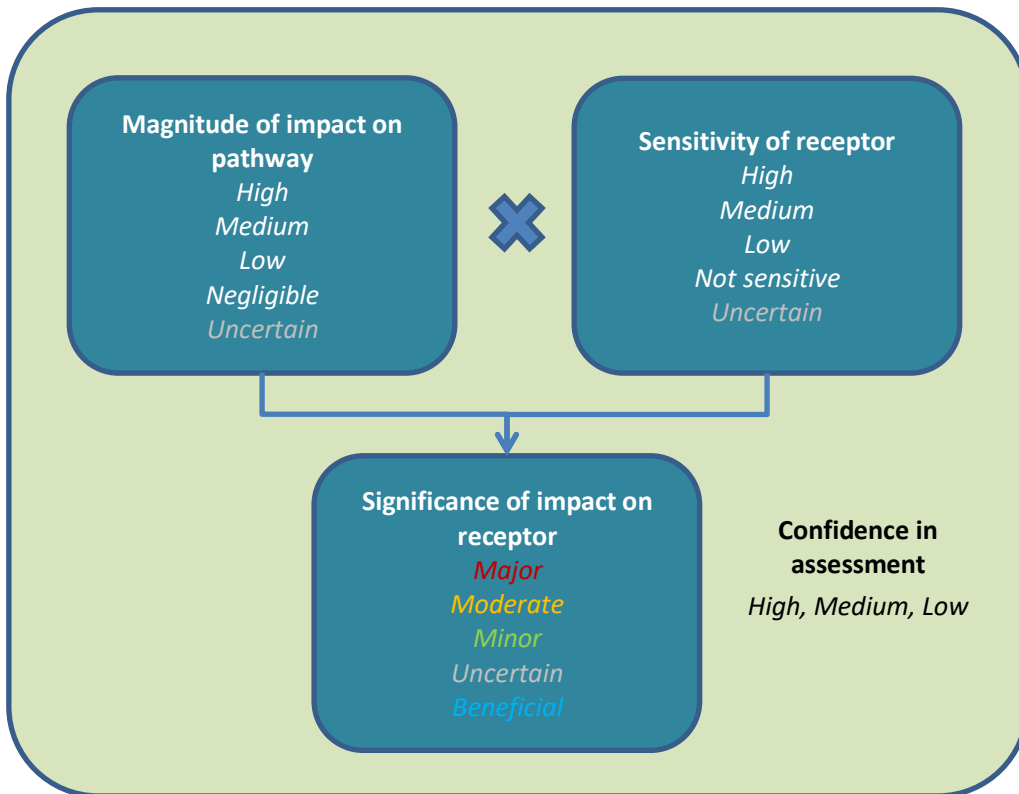 Magnitude of impact on
pathway
High
Medium
Low
Negligible
Uncertain
Sensitivity of receptor
High
Medium
Low
Not sensitive
Uncertain
Significance of impact on
receptor
Major
Moderate
Minor
Uncertain
Beneficial
Confidence in
assessment
High, Medium, Low